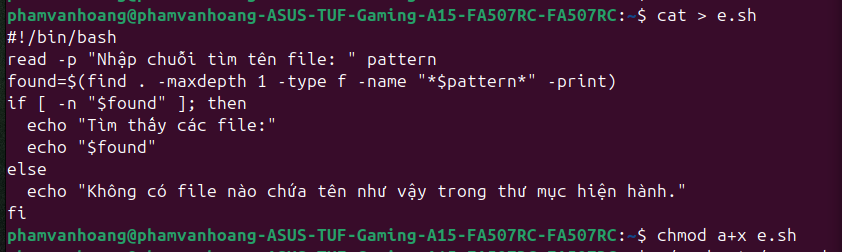 phamvanhoang@phamvanhoang-ASUS-TUF-Gaming-A15-FA507RC-FA507RC:~$ cat > e.sh
#!/bin/bash
read -p "Nhập chuỗi tìm tên file: " pattern
found=$(find . -maxdepth 1 -type f -name "*$pattern*" -print)
if [ -n "$found" ]; then
  echo "Tìm thấy các file:"
  echo "$found"
else
  echo "Không có file nào chứa tên như vậy trong thư mục hiện hành."
fi
phamvanhoang@phamvanhoang-ASUS-TUF-Gaming-A15-FA507RC-FA507RC:~$ chmod a+x e.sh